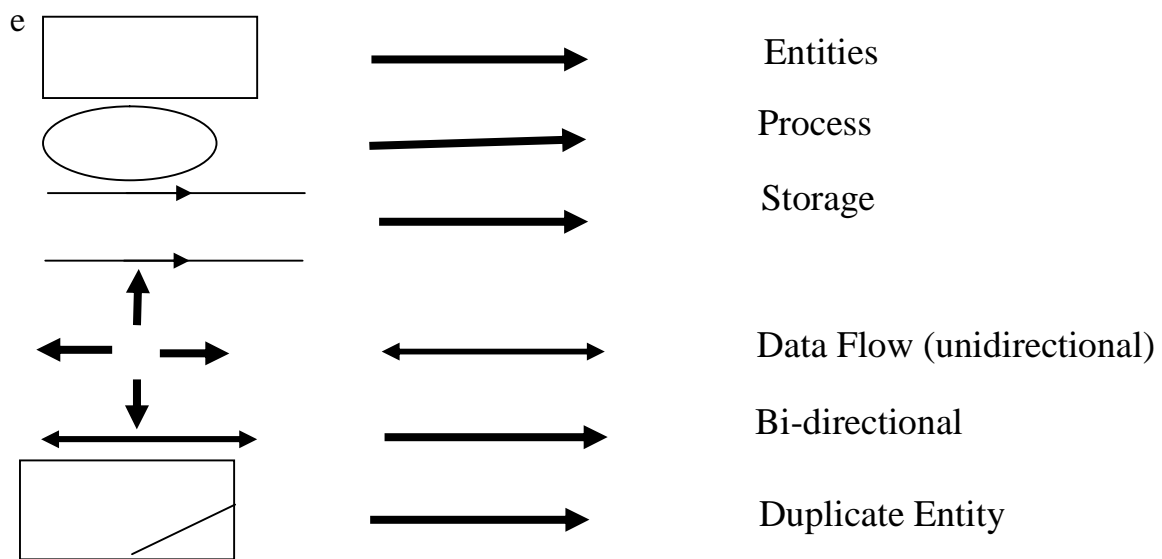 e
Entities
Process
Storage
Data Flow (unidirectional)
Bi-directional
Duplicate Entity